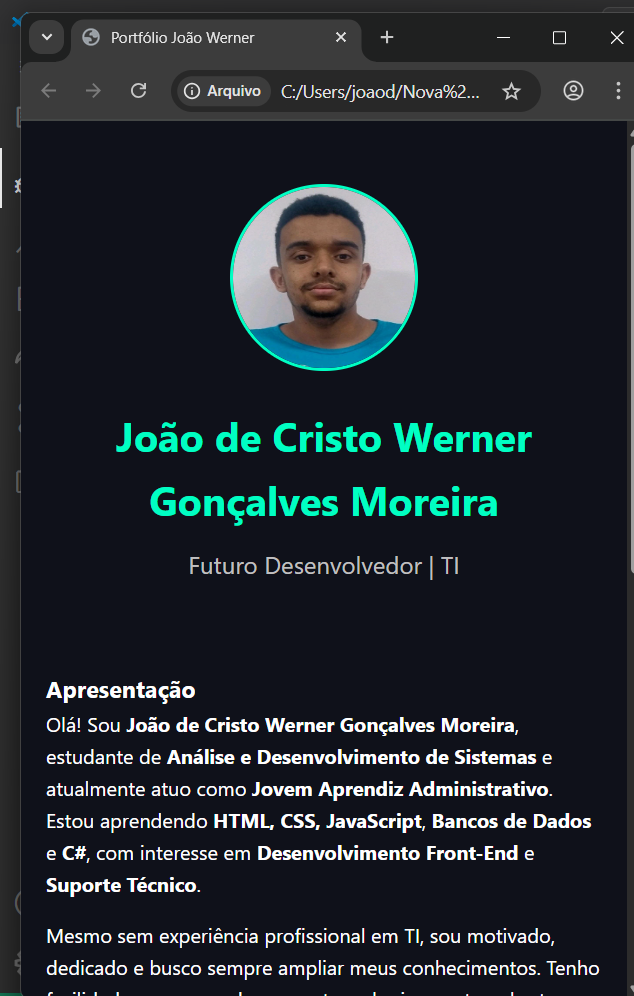 Portfólio João Werner
Arquivo C:/Users/joaod/Nova%2...
João de Cristo Werner
Gonçalves Moreira
Futuro Desenvolvedor | TI
Apresentação
Olá! Sou João de Cristo Werner Gonçalves Moreira,
estudante de Análise e Desenvolvimento de Sistemas e
atualmente atuo como Jovem Aprendiz Administrativo.
Estou aprendendo HTML, CSS, JavaScript, Bancos de Dados
e C#, com interesse em Desenvolvimento Front-End e
Suporte Técnico.
Mesmo sem experiência profissional em TI, sou motivado,
dedicado e busco sempre ampliar meus conhecimentos. Tenho